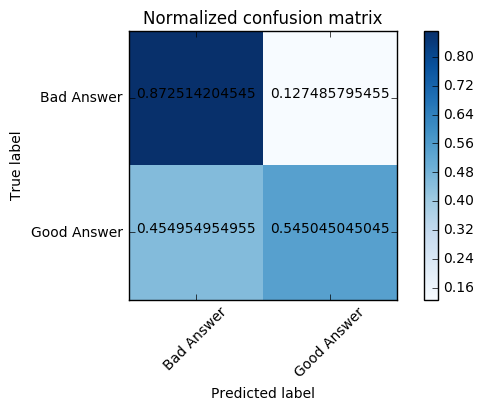 Normalized confusion matrix
True label
Bad Answer
0.872514204545
0.127485795455
Good Answer
0.454954954955
0.545045045045
Bad Answer
Good Answer
Predicted label
0.80
0.72
0.64
0.56
0.48
0.40
0.32
0.24
0.16